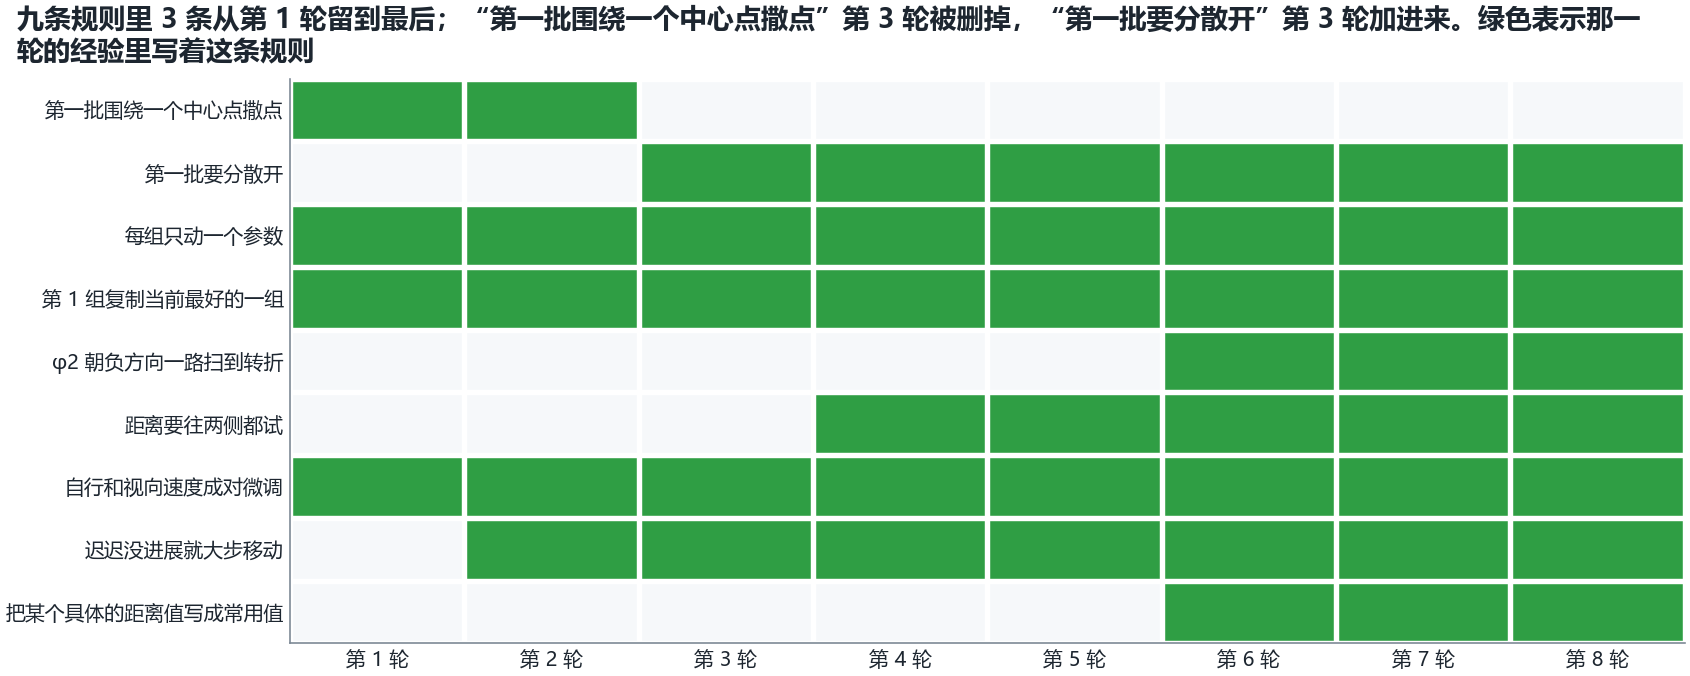 九条规则里 3 条从第 1 轮留到最后；“第一批围绕一个中心点撒点”第 3 轮被删掉，“第一批要分散开”第 3 轮加进来。绿色表示那一
轮的经验里写着这条规则
第一批围绕一个中心点撒点
第一批要分散开
每组只动一个参数
第 1 组复制当前最好的一组
φ2 朝负方向一路扫到转折
距离要往两侧都试
自行和视向速度成对微调
迟迟没进展就大步移动
把某个具体的距离值写成常用值
第 1 轮 第 2 轮 第 3 轮 第 4 轮 第 5 轮 第 6 轮 第 7 轮 第 8 轮